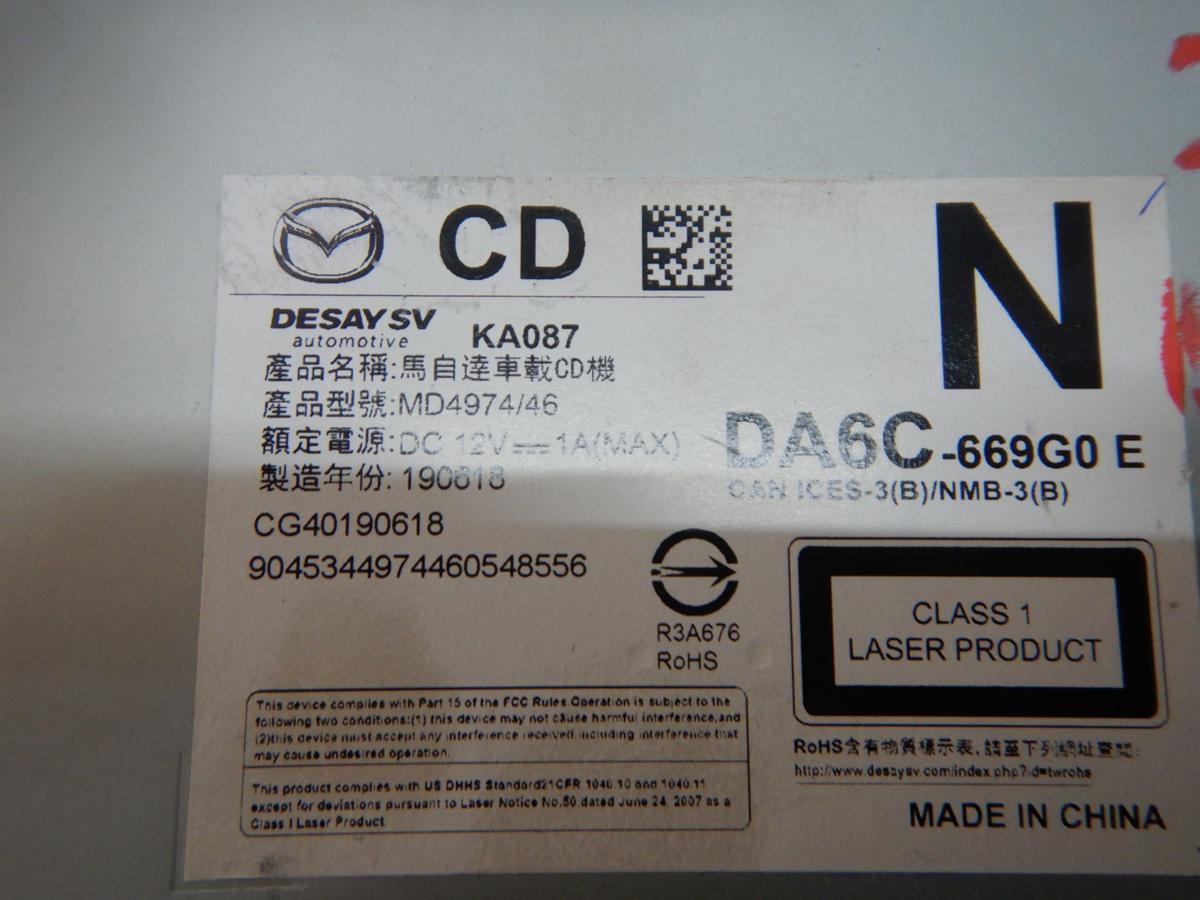 CD
N
DESAY SV
automotive
KA087
產品名稱:馬自達車載CD機
產品型號:MD4974/46
額定電源:DC 12V⎓1A(MAX)
製造年份: 190618
DA6C-669G0 E
CAN ICES-3(B)/NMB-3(B)
CG40190618
9045344974460548556
R3A676
RoHS
CLASS 1
LASER PRODUCT
This device complies with Part 15 of the FCC Rules.Operation is subject to the
following two conditions:(1) this device may not cause harmful interference,and
(2)this device must accept any interference received,including interference that
may cause undesired operation.
This product complies with US DHHS Standard21CFR 1040.10 and 1040.11
except for deviations pursuant to Laser Notice No.50 dated June 24, 2007 as a
Class I Laser Product.
RoHS含有物質標示表,請至下列網址查閱:
http://www.desaysv.com/index.php?id=twrohs
MADE IN CHINA